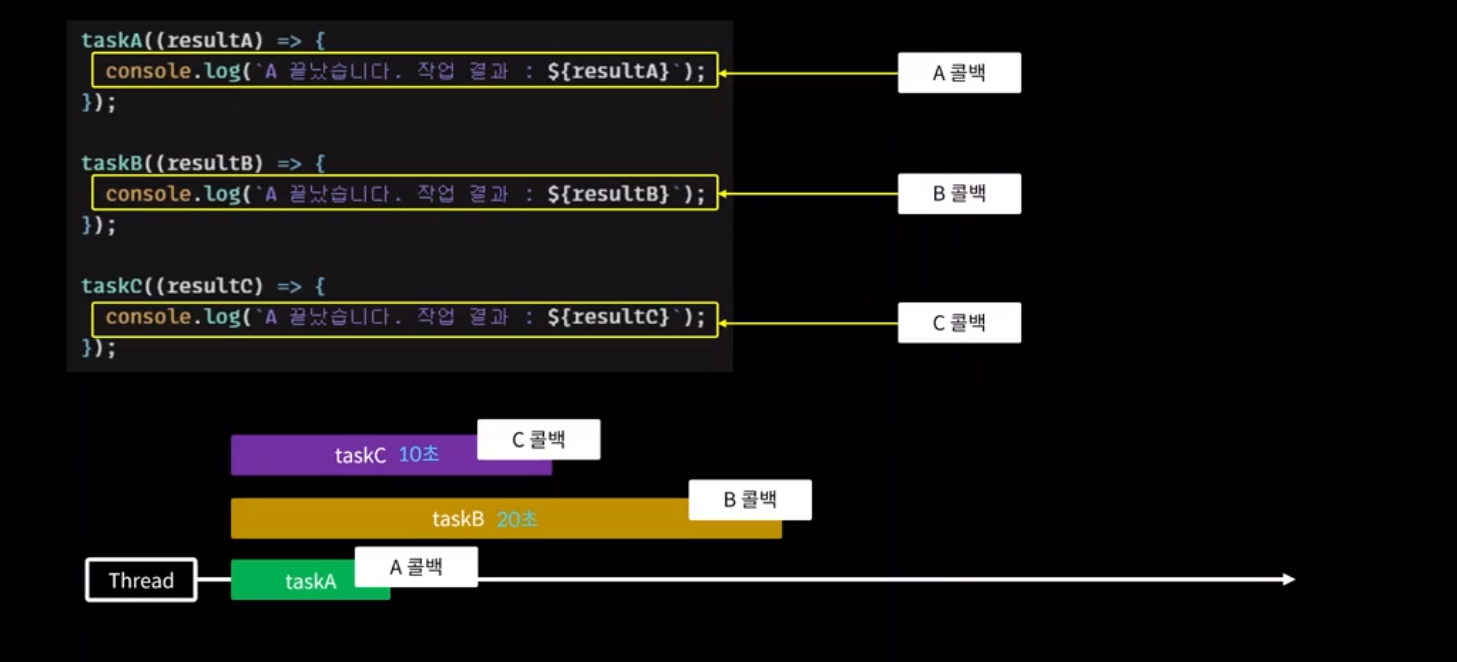 taskA((resultA) => {
console.log(`A 끝났습니다. 작업 결과 : ${resultA}`);
A 콜백
});
taskB((resultB) => {
console.log(`A 끝났습니다. 작업 결과 : ${resultB}`);
B 콜백
});
taskC((resultC) => {
console.log(`A 끝났습니다. 작업 결과 : ${resultC}`);
C 콜백
});
taskC 10초
C 콜백
taskB 20초
B 콜백
Thread
taskA
A 콜백